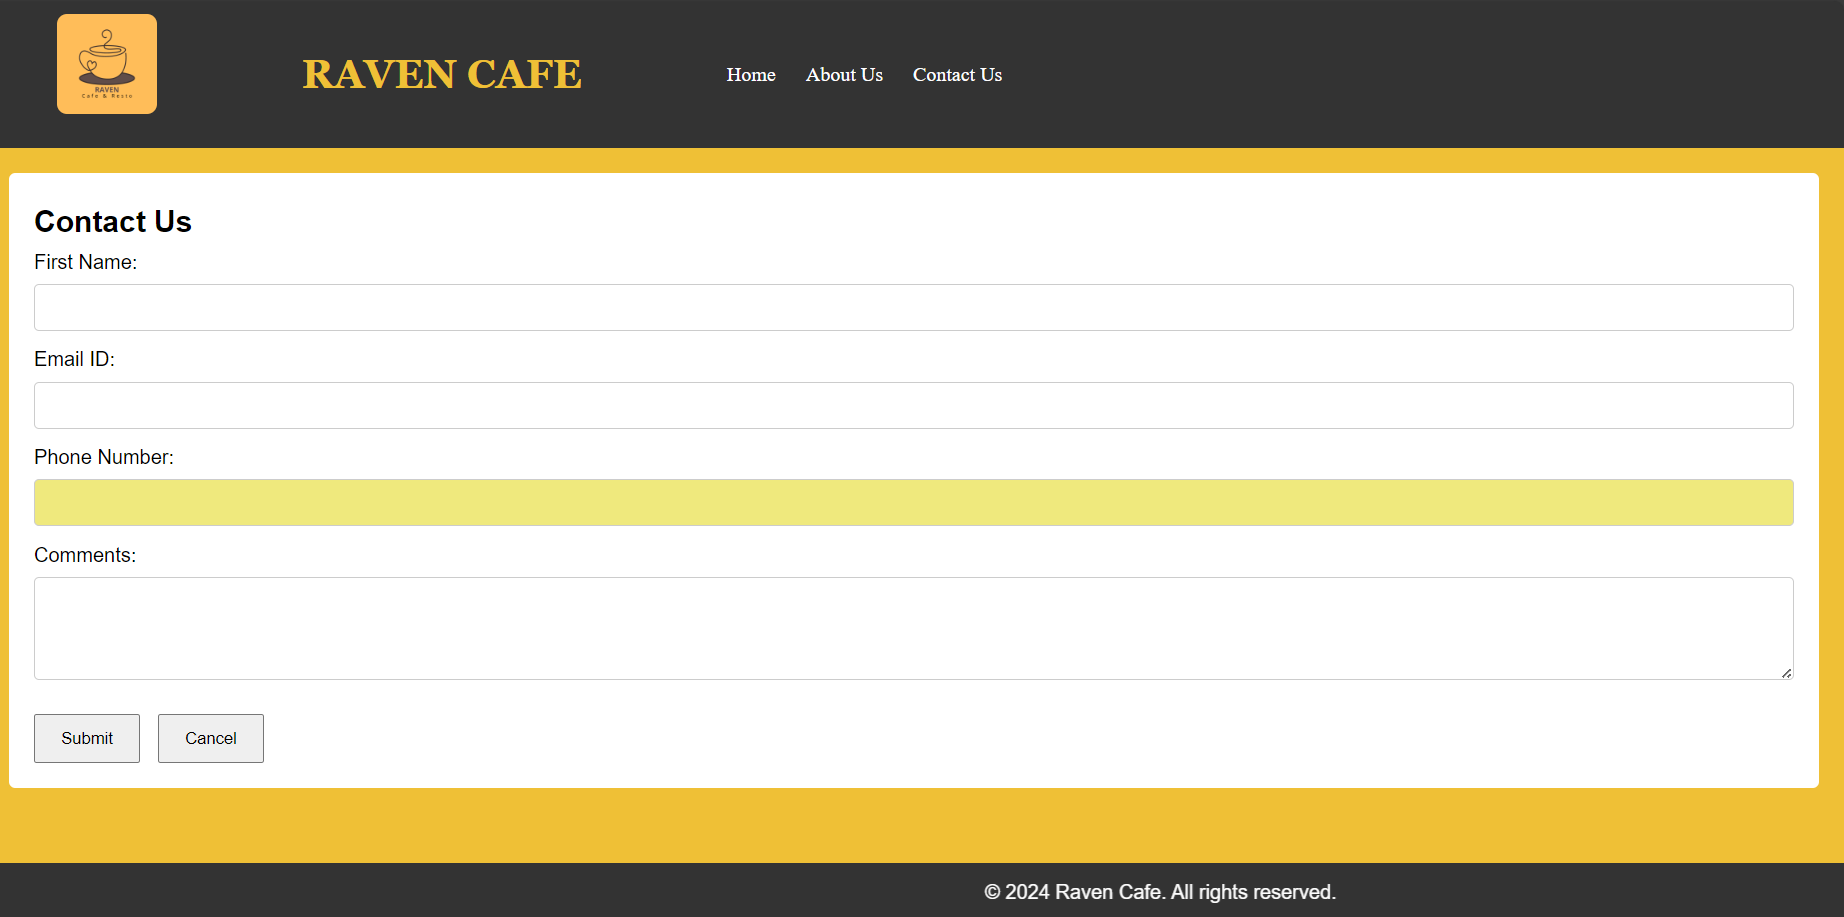 RAVEN
Cafe & Resto
RAVEN CAFE
Home About Us Contact Us
Contact Us
First Name:
Email ID:
Phone Number:
Comments:
Submit Cancel
© 2024 Raven Cafe. All rights reserved.